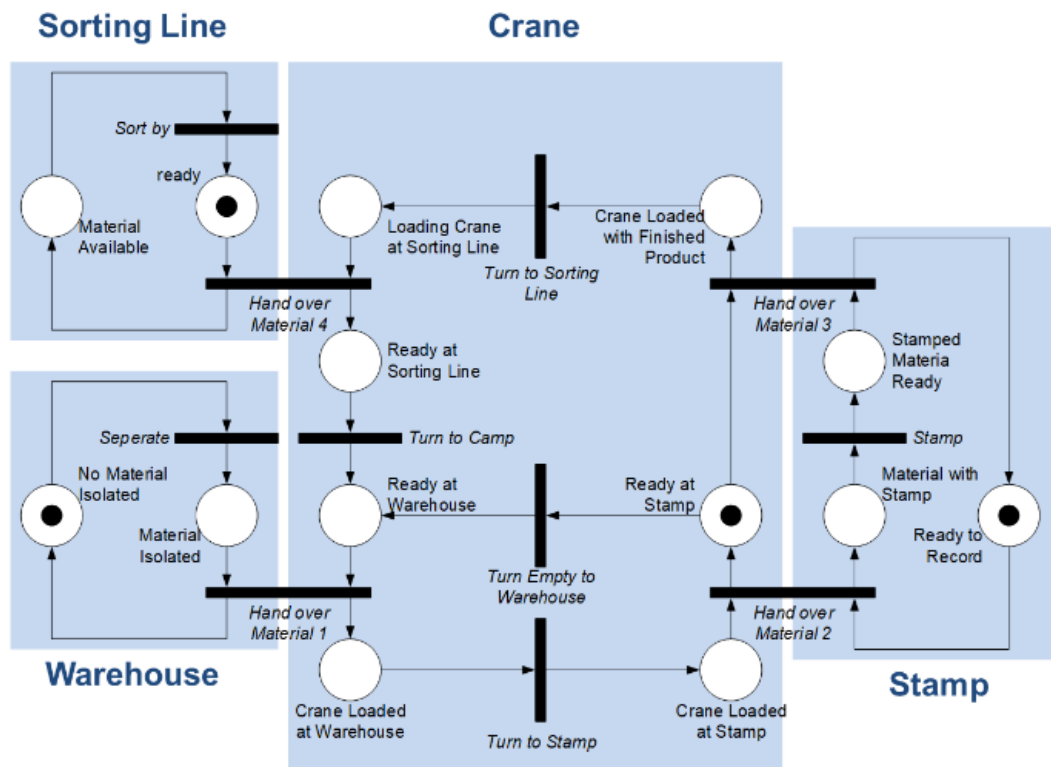 Sorting Line
Crane
Sort by
ready
Material
Available
Loading Crane
at Sorting Line
Turn to Sorting
Line
Crane Loaded
with Finished
Product
Hand over
Material 4
Hand over
Material 3
Ready at
Sorting Line
Stamped
Materia
Ready
Seperate
Turn to Camp
Stamp
No Material
Isolated
Material
Isolated
Ready at
Warehouse
Ready at
Stamp
Material with
Stamp
Ready to
Record
Turn Empty to
Warehouse
Hand over
Material 1
Hand over
Material 2
Warehouse
Stamp
Crane Loaded
at Warehouse
Turn to Stamp
Crane Loaded
at Stamp